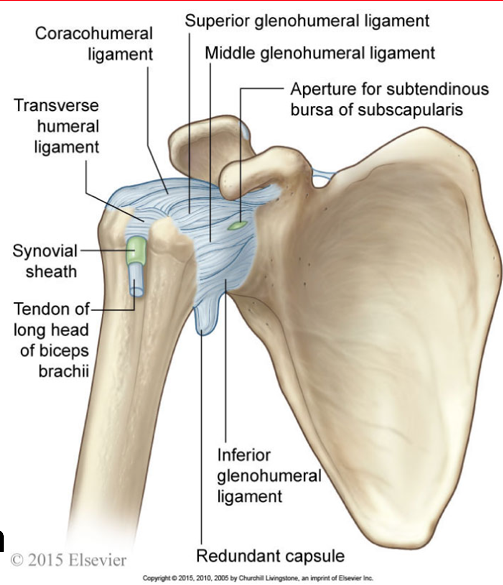 Superior glenohumeral ligament
Coracohumeral
ligament
Middle glenohumeral ligament
Aperture for subtendinous
bursa of subscapularis
Transverse
humeral
ligament
Synovial
sheath
Tendon of
long head
of biceps
brachii
Inferior
glenohumeral
ligament
Redundant capsule
© 2015 Elsevier
Copyright © 2015, 2010, 2005 by Churchill Livingstone, an imprint of Elsevier Inc.